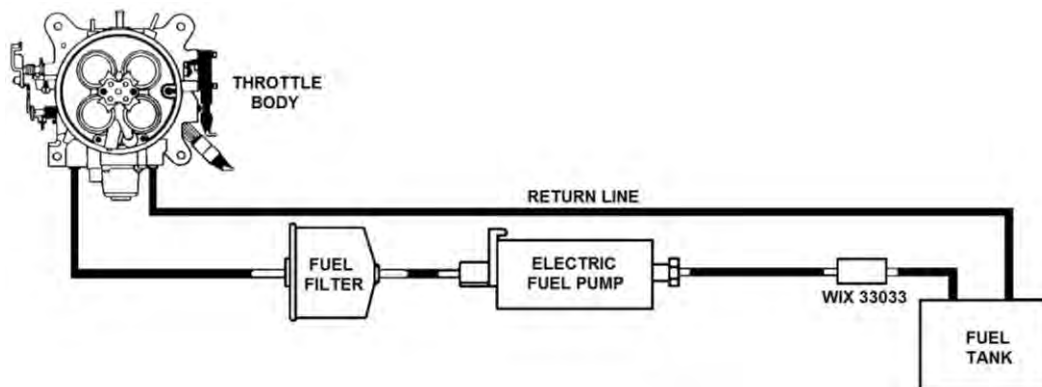 THROTTLE
BODY
RETURN LINE
FUEL
FILTER
ELECTRIC
FUEL PUMP
WIX 33033
FUEL
TANK